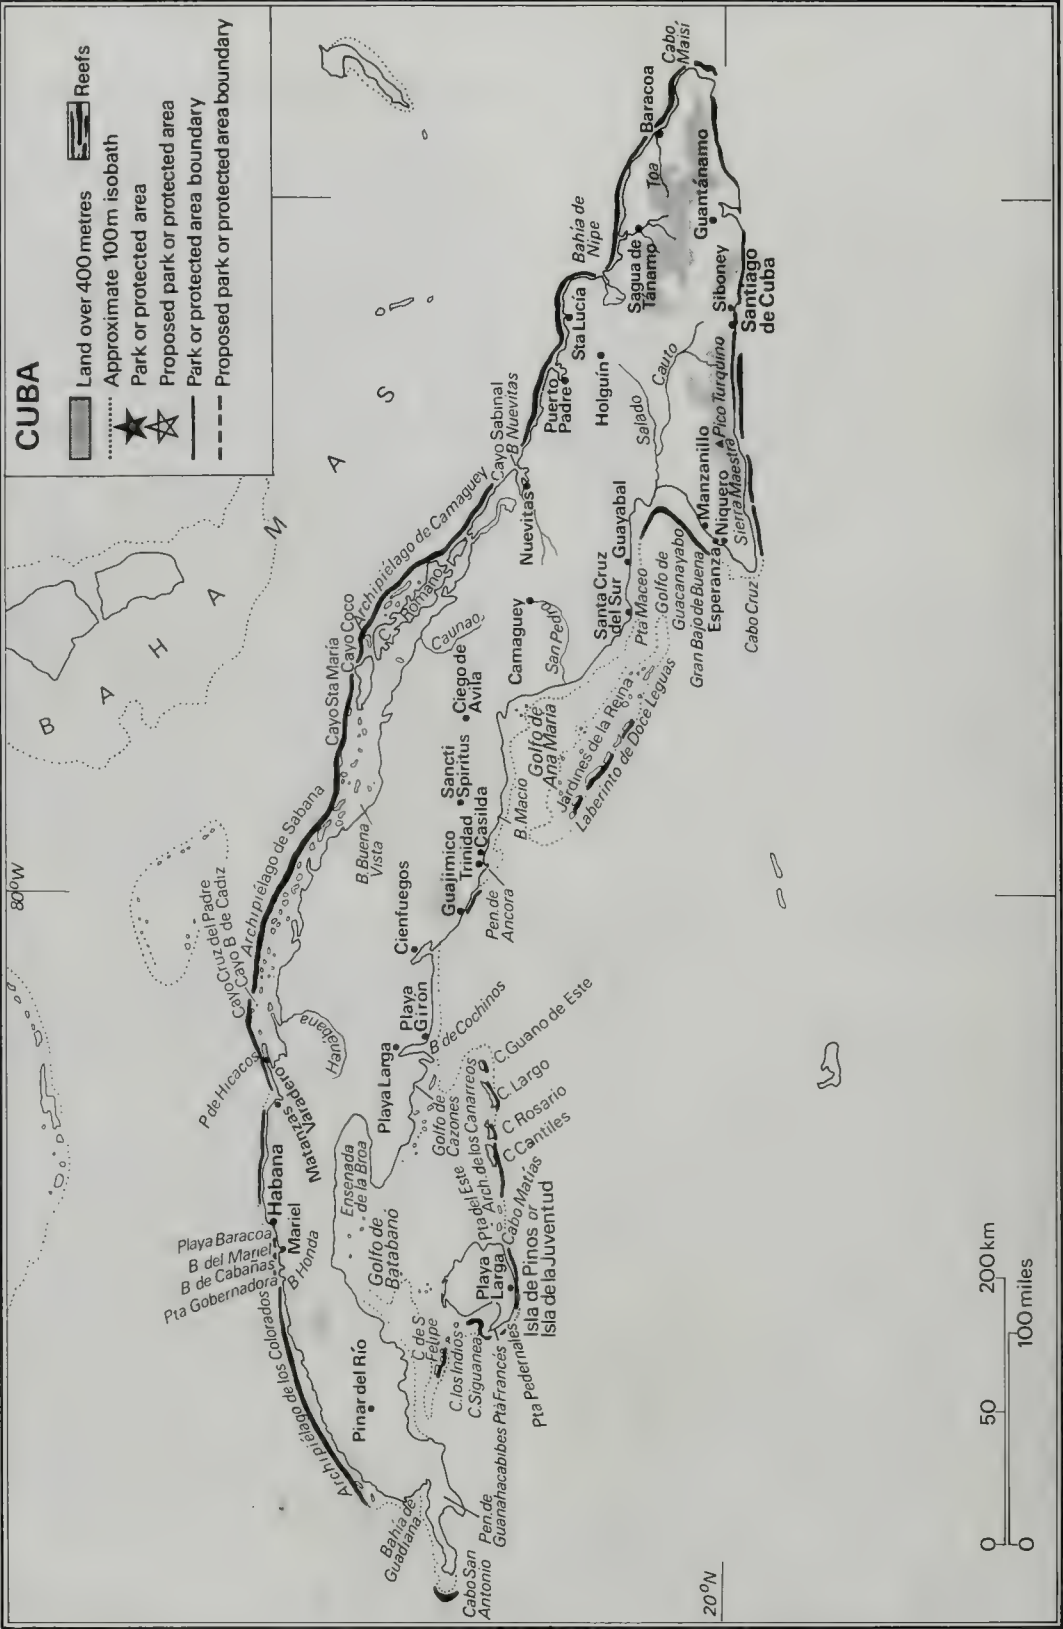 CUBA
Land over 400 metres
Reefs
Approximate 100m isobath
Park or protected area
Proposed park or protected area
Park or protected area boundary
Proposed park or protected area boundary
80°W
B A H A M A S
Cayo Cruz del Padre
Cayo B de Cadiz
Archipiélago de Sabana
P de Hicacos
Varadero
Matanzas
Habana
Mariel
Playa Baracoa
B del Mariel
B de Cabañas
Pta Gobernadora
B Honda
Archipiélago de los Colorados
Pinar del Río
Bahía de
Guadiana
Cabo San
Antonio
Pen. de
Guanahacabibes
Pta Francés
Pta Pedernales
C. Siguanea
C. los Indios
C de S
Felipe
Golfo de
Batabanó
Ensenada
de la Broa
Hanábana
Playa Larga
Playa
Girón
B de Cochinos
Golfo de
Cazones
Arch. de los Canarreos
Pta del Este
C. Guano de Este
C. Largo
C Rosario
C Cantiles
Cabo Matías
Playa
Larga
Isla de Pinos or
Isla de la Juventud
Cienfuegos
Guajimico
Trinidad
Casilda
Pen. de
Ancora
Sancti
Spiritus
B. Buena
Vista
Cayo Sta María
Cayo Coco
Archipiélago de Camaguey
C. Romano
Caunao
Ciego de
Avila
Camaguey
San Pedro
B. Macio
Golfo de
Ana María
Jardines de la Reina
Laberinto de Doce Leguas
Cayo Sabinal
B Nuevitas
Nuevitas
Santa Cruz
del Sur
Guayabal
Pta Maceo
Golfo de
Guacanayabo
Gran Bajo de Buena
Esperanza
Cabo Cruz
Niquero
Manzanillo
Sierra Maestra
Pico Turquino
Salado
Cauto
Puerto
Padre
Holguín
Sta Lucía
Bahía de
Nipe
Sagua de
Tánamo
Toa
Baracoa
Cabo
Maisí
Guantánamo
Siboney
Santiago
de Cuba
20°N
0 50 200 km
0 100 miles